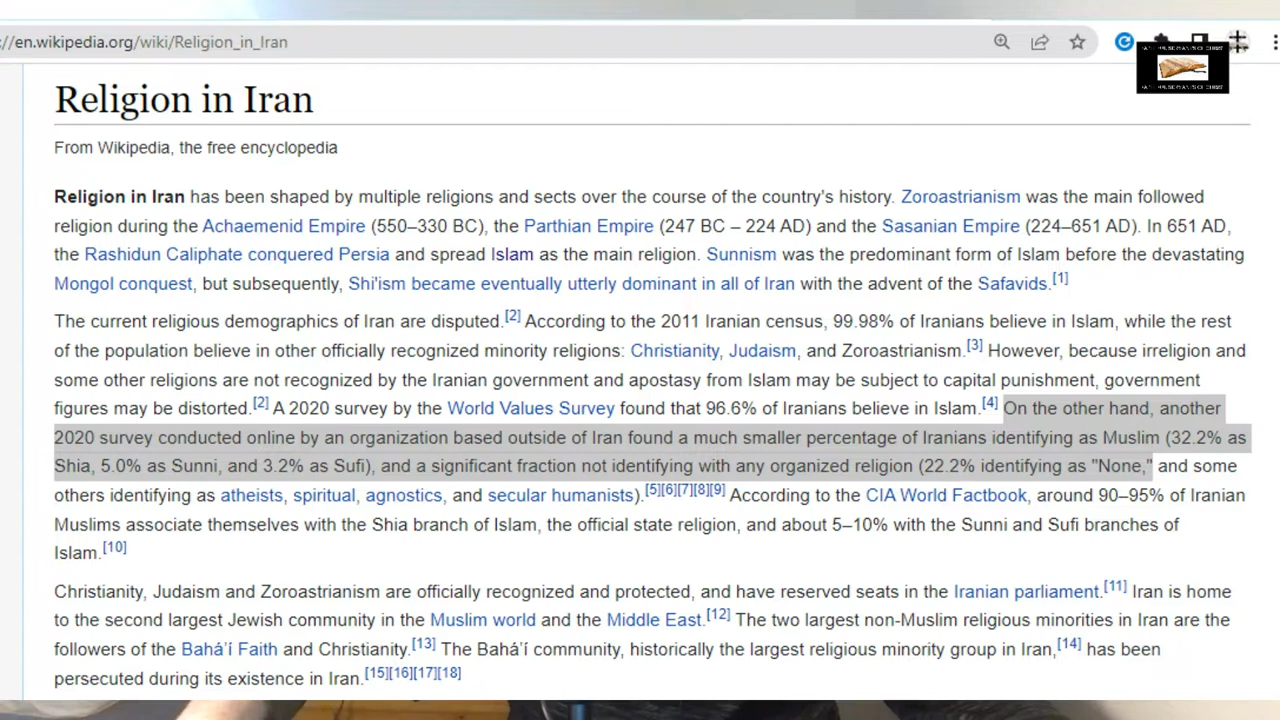 ://en.wikipedia.org/wiki/Religion_in_Iran
Religion in Iran
From Wikipedia, the free encyclopedia
Religion in Iran has been shaped by multiple religions and sects over the course of the country's history. Zoroastrianism was the main followed
religion during the Achaemenid Empire (550–330 BC), the Parthian Empire (247 BC – 224 AD) and the Sasanian Empire (224–651 AD). In 651 AD,
the Rashidun Caliphate conquered Persia and spread Islam as the main religion. Sunnism was the predominant form of Islam before the devastating
Mongol conquest, but subsequently, Shi'ism became eventually utterly dominant in all of Iran with the advent of the Safavids.[1]
The current religious demographics of Iran are disputed.[2] According to the 2011 Iranian census, 99.98% of Iranians believe in Islam, while the rest
of the population believe in other officially recognized minority religions: Christianity, Judaism, and Zoroastrianism.[3] However, because irreligion and
some other religions are not recognized by the Iranian government and apostasy from Islam may be subject to capital punishment, government
figures may be distorted.[2] A 2020 survey by the World Values Survey found that 96.6% of Iranians believe in Islam.[4] On the other hand, another
2020 survey conducted online by an organization based outside of Iran found a much smaller percentage of Iranians identifying as Muslim (32.2% as
Shia, 5.0% as Sunni, and 3.2% as Sufi), and a significant fraction not identifying with any organized religion (22.2% identifying as "None," and some
others identifying as atheists, spiritual, agnostics, and secular humanists).[5][6][7][8][9] According to the CIA World Factbook, around 90–95% of Iranian
Muslims associate themselves with the Shia branch of Islam, the official state religion, and about 5–10% with the Sunni and Sufi branches of
Islam.[10]
Christianity, Judaism and Zoroastrianism are officially recognized and protected, and have reserved seats in the Iranian parliament.[11] Iran is home
to the second largest Jewish community in the Muslim world and the Middle East.[12] The two largest non-Muslim religious minorities in Iran are the
followers of the Bahá’í Faith and Christianity.[13] The Bahá’í community, historically the largest religious minority group in Iran,[14] has been
persecuted during its existence in Iran.[15][16][17][18]